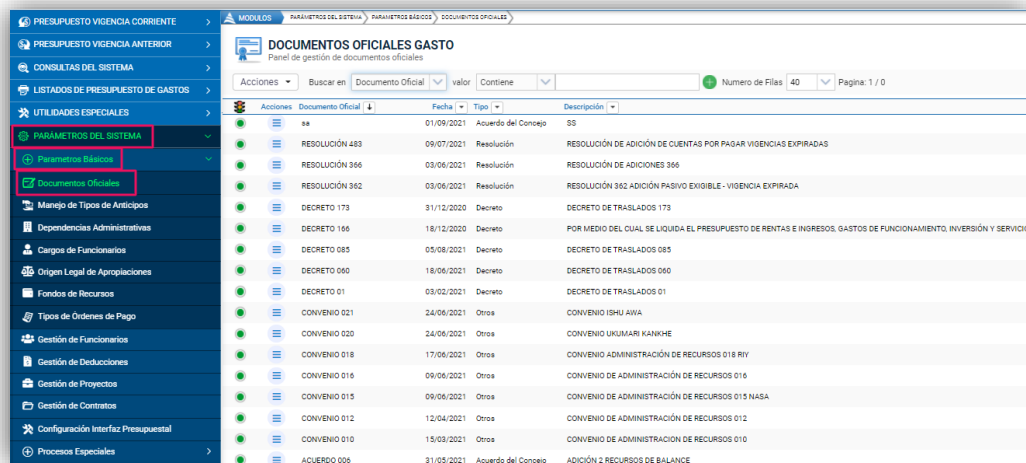 PRESUPUESTO VIGENCIA CORRIENTE
PRESUPUESTO VIGENCIA ANTERIOR
CONSULTAS DEL SISTEMA
LISTADOS DE PRESUPUESTO DE GASTOS
UTILIDADES ESPECIALES
PARÁMETROS DEL SISTEMA
Parametros Básicos
Documentos Oficiales
Manejo de Tipos de Anticipos
Dependencias Administrativas
Cargos de Funcionarios
Origen Legal de Apropiaciones
Fondos de Recursos
Tipos de Órdenes de Pago
Gestión de Funcionarios
Gestión de Deducciones
Gestión de Proyectos
Gestión de Contratos
Configuración Interfaz Presupuestal
Procesos Especiales
MODULOS PARÁMETROS DEL SISTEMA PARAMETROS BÁSICOS DOCUMENTOS OFICIALES
DOCUMENTOS OFICIALES GASTO
Panel de gestión de documentos oficiales
Acciones Buscar en Documento Oficial valor Contiene Numero de Filas 40 Pagina: 1 / 0
Acciones Documento Oficial Fecha Tipo Descripción
sa 01/09/2021 Acuerdo del Concejo SS
RESOLUCIÓN 483 09/07/2021 Resolución RESOLUCIÓN DE ADICIÓN DE CUENTAS POR PAGAR VIGENCIAS EXPIRADAS
RESOLUCIÓN 366 03/06/2021 Resolución RESOLUCIÓN DE ADICIONES 366
RESOLUCIÓN 362 03/06/2021 Resolución RESOLUCIÓN 362 ADICIÓN PASIVO EXIGIBLE - VIGENCIA EXPIRADA
DECRETO 173 31/12/2020 Decreto DECRETO DE TRASLADOS 173
DECRETO 166 18/12/2020 Decreto POR MEDIO DEL CUAL SE LIQUIDA EL PRESUPUESTO DE RENTAS E INGRESOS, GASTOS DE FUNCIONAMIENTO, INVERSIÓN Y SERVICIO
DECRETO 085 05/08/2021 Decreto DECRETO DE TRASLADOS 085
DECRETO 060 18/06/2021 Decreto DECRETO DE TRASLADOS 060
DECRETO 01 03/02/2021 Decreto DECRETO DE TRASLADOS 01
CONVENIO 021 24/06/2021 Otros CONVENIO ISHU AWA
CONVENIO 020 24/06/2021 Otros CONVENIO UKUMARI KANKHE
CONVENIO 018 17/06/2021 Otros CONVENIO ADMINISTRACIÓN DE RECURSOS 018 RIY
CONVENIO 016 09/06/2021 Otros CONVENIO DE ADMINISTRACIÓN DE RECURSOS 016
CONVENIO 015 09/06/2021 Otros CONVENIO DE ADMINISTRACIÓN DE RECURSOS 015 NASA
CONVENIO 012 12/04/2021 Otros CONVENIO DE ADMINISTRACIÓN DE RECURSOS 012
CONVENIO 010 15/03/2021 Otros CONVENIO DE ADMINISTRACION DE RECURSOS 010
ACUERDO 006 31/05/2021 Acuerdo del Concejo ADICIÓN 2 RECURSOS DE BALANCE